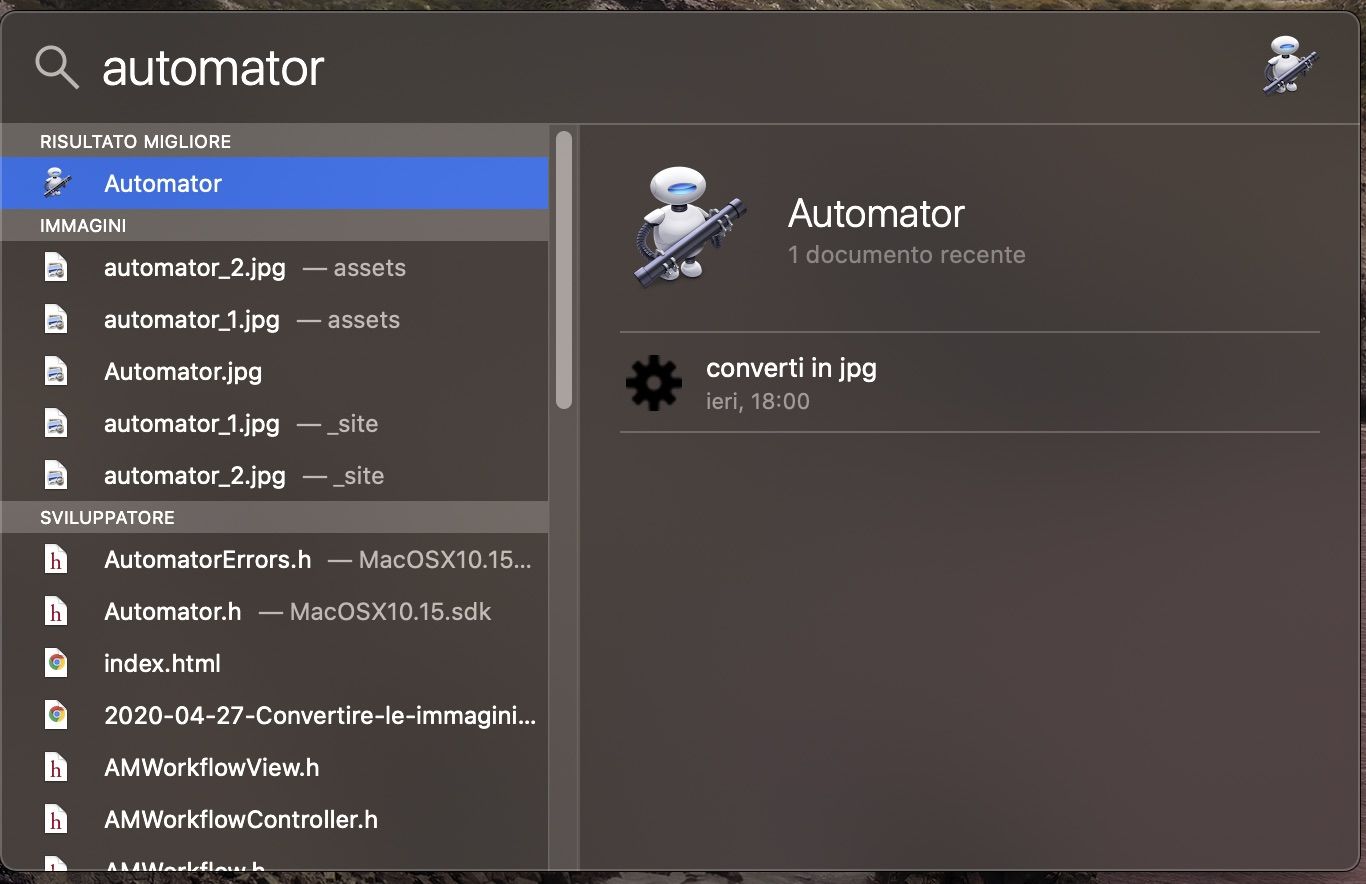 automator
RISULTATO MIGLIORE
Automator
IMMAGINI
automator_2.jpg — assets
automator_1.jpg — assets
Automator.jpg
automator_1.jpg — _site
automator_2.jpg — _site
SVILUPPATORE
AutomatorErrors.h — MacOSX10.15...
Automator.h — MacOSX10.15.sdk
index.html
2020-04-27-Convertire-le-immagini...
AMWorkflowView.h
AMWorkflowController.h
AMWorkflow.h
Automator
1 documento recente
converti in jpg
ieri, 18:00